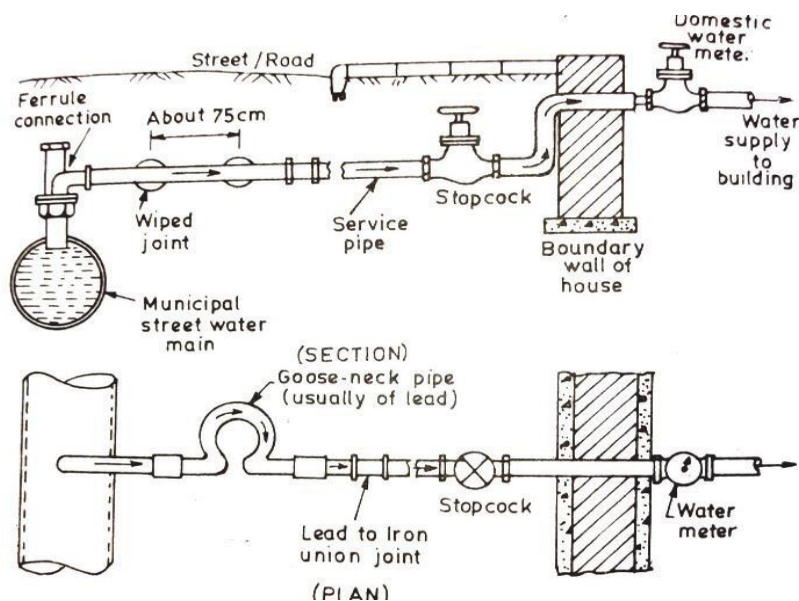 Domestic
water
mete.
Street/Road
Ferrule
connection
About 75cm
Water
supply
to
building
Stopcock
Wiped
joint
Service
pipe
Boundary
wall of
house
Municipal
street water
main
(SECTION)
Goose-neck pipe
(usually of lead)
Stopcock
Lead to Iron
union joint
Water
meter
(PLAN)